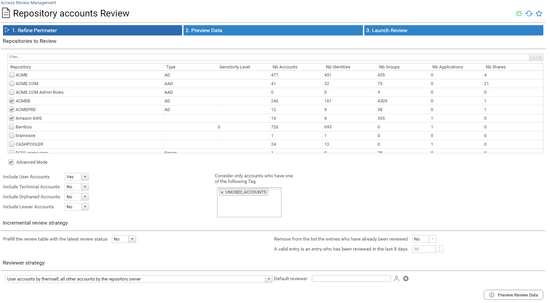 Access Review Management
Repository accounts Review
1. Refine Perimeter
2. Preview Data
3. Launch Review
Repositories to Review
Filter...
Repository Type Sensitivity Level Nb Accounts Nb Identities Nb Groups Nb Applications Nb Shares
ACME AD 477 451 435 0 4
ACME.COM AAD 41 32 75 0 21
ACME.COM Admin Roles AAD 0 0 9 0
ACMEB AD 240 161 4309 0 1
ACMEPRD AD 13 9 58 0 1
Amazon AWS 14 4 365 1 0
Bamboo 0 726 693 0 1 0
brainwave 1 1 0 1 0
CASHPOOLER 24 13 0 1 0
Advanced Mode
Include User Accounts Yes
Include Technical Accounts No
Include Orphaned Accounts No
Include Leaver Accounts No
Consider only accounts who have one
of the following Tag
UNUSED_ACCOUNTS
Incremental review strategy
Prefill the review table with the latest review status No
Remove from the list the entries who have already been reviewed No
A valid entry is an entry who has been reviewed in the last X days
Reviewer strategy
User accounts by themself, all other accounts by the repository owner
Default reviewer
Preview Review Data